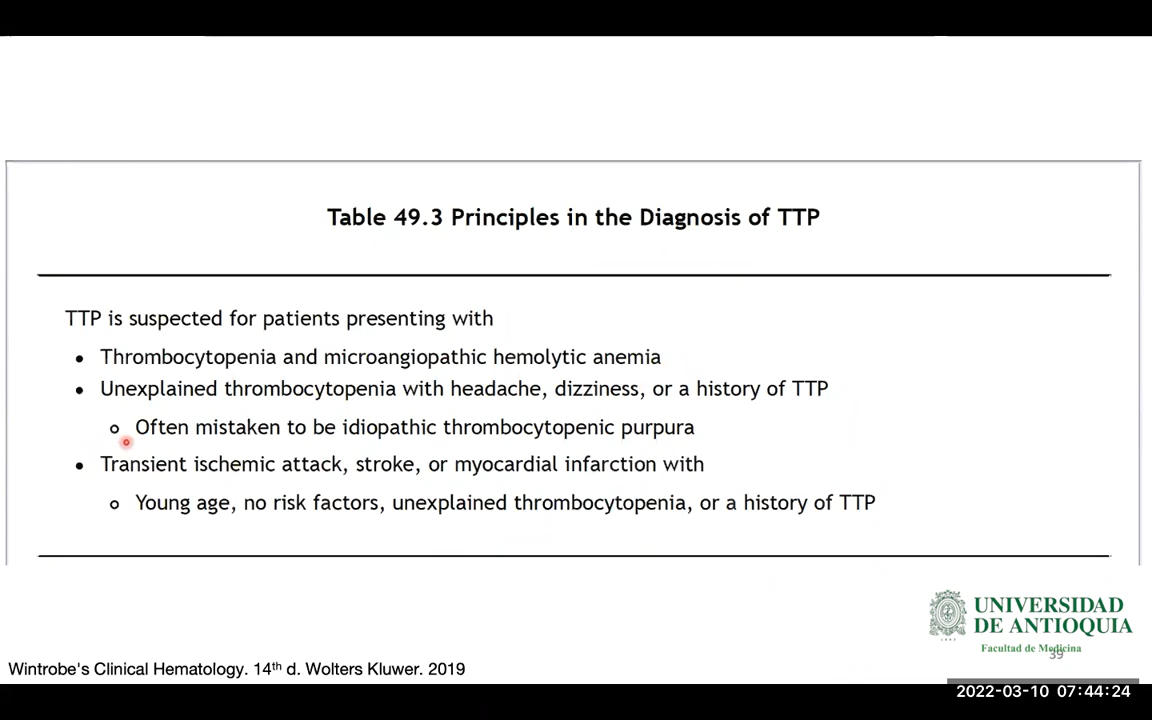 Table 49.3 Principles in the Diagnosis of TTP
TTP is suspected for patients presenting with
• Thrombocytopenia and microangiopathic hemolytic anemia
• Unexplained thrombocytopenia with headache, dizziness, or a history of TTP
o Often mistaken to be idiopathic thrombocytopenic purpura
• Transient ischemic attack, stroke, or myocardial infarction with
o Young age, no risk factors, unexplained thrombocytopenia, or a history of TTP
UNIVERSIDAD
DE ANTIOQUIA
Facultad de Medicina
39
Wintrobe's Clinical Hematology. 14th d. Wolters Kluwer. 2019
2022-03-10 07:44:24